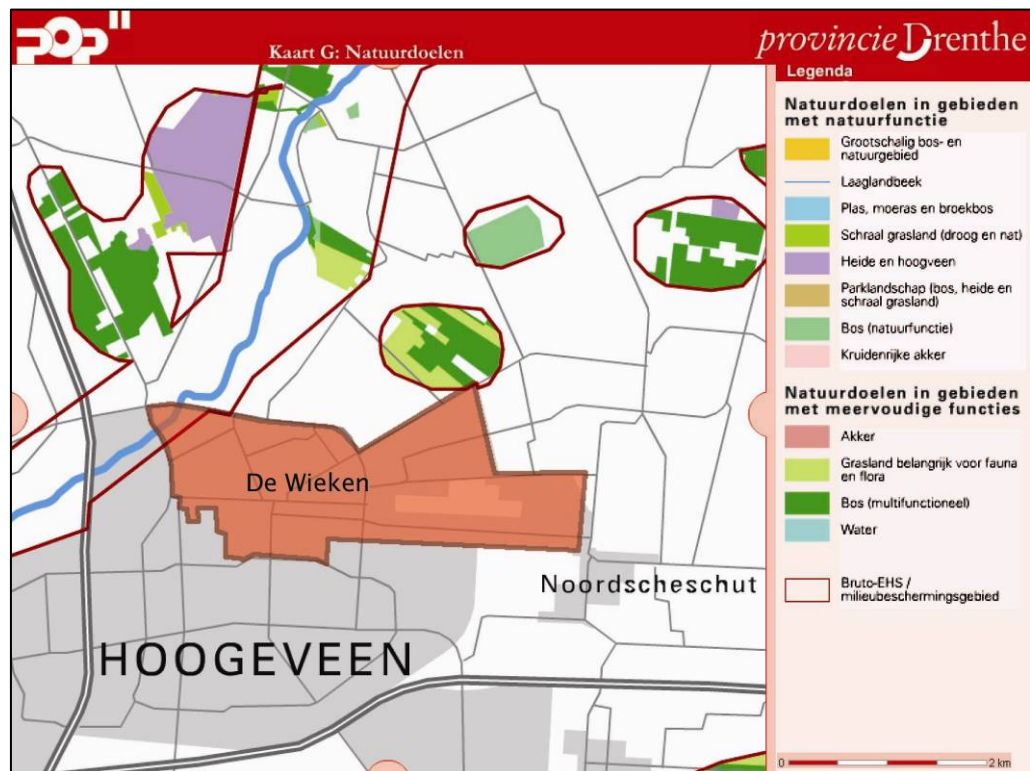 POP II
Kaart G: Natuurdoelen
provincie Drenthe
Legenda
Natuurdoelen in gebieden
met natuurfunctie
Grootschalig bos- en
natuurgebied
Laaglandbeek
Plas, moeras en broekbos
Schraal grasland (droog en nat)
Heide en hoogveen
Parklandschap (bos, heide en
schraal grasland)
Bos (natuurfunctie)
Kruidenrijke akker
Natuurdoelen in gebieden
met meervoudige functies
Akker
Grasland belangrijk voor fauna
en flora
Bos (multifunctioneel)
Water
Bruto-EHS /
milieubeschermingsgebied
0 2 km
De Wieken
Noordscheschut
HOOGEVEEN